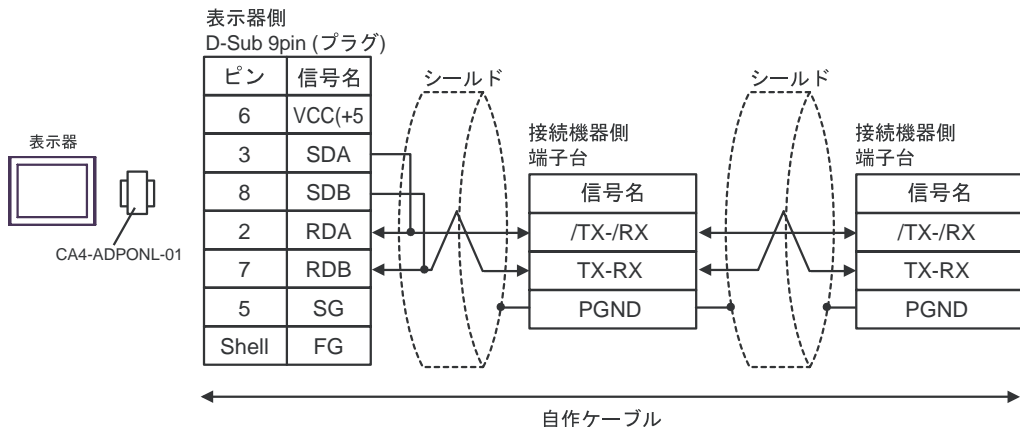 表示器側
D-Sub 9pin (プラグ)
ピン 信号名
6 VCC(+5
3 SDA
8 SDB
2 RDA
7 RDB
5 SG
Shell FG
表示器
CA4-ADPONL-01
シールド
接続機器側
端子台
信号名
/TX-/RX
TX-RX
PGND
シールド
接続機器側
端子台
信号名
/TX-/RX
TX-RX
PGND
自作ケーブル